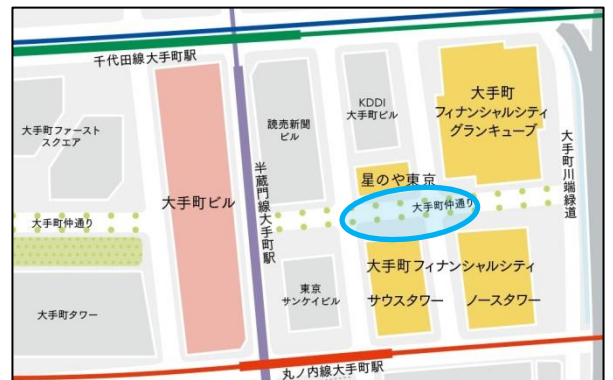 千代田線大手町駅
大手町ファースト
スクエア
大手町ビル
大手町仲通り
大手町タワー
半蔵門線大手町駅
読売新聞
ビル
KDDI
大手町ビル
大手町
フィナンシャルシティ
グランキューブ
星のや東京
大手町仲通り
大手町川端緑道
東京
サンケイビル
大手町フィナンシャルシティ
サウスタワー
ノースタワー
丸ノ内線大手町駅